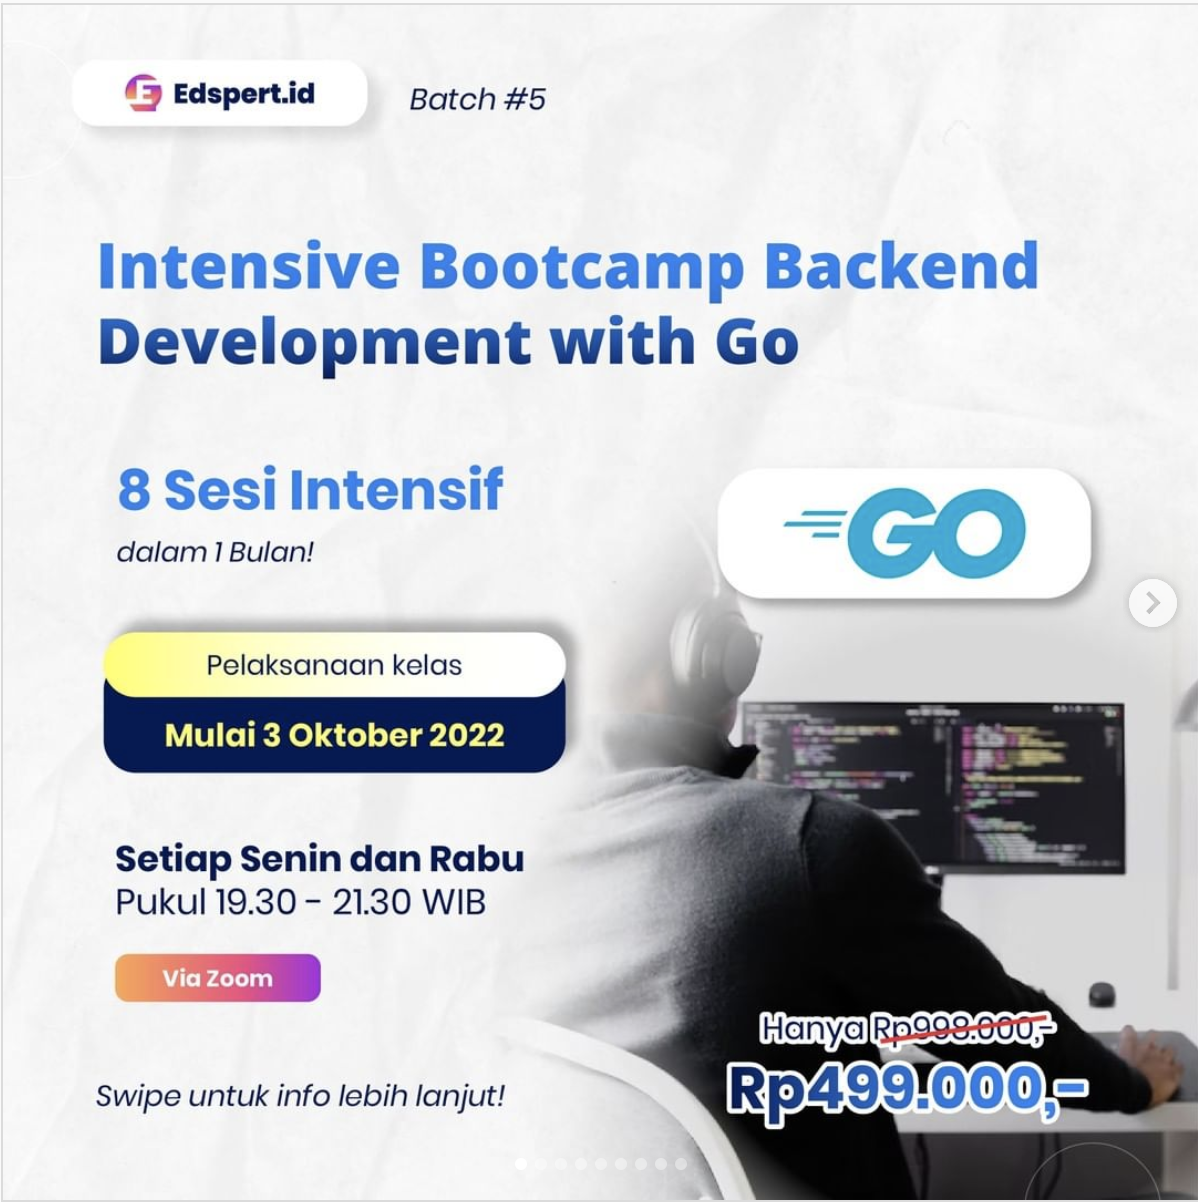 Edspert.id
Batch #5
Intensive Bootcamp Backend
Development with Go
8 Sesi Intensif
dalam 1 Bulan!
GO
Pelaksanaan kelas
Mulai 3 Oktober 2022
Setiap Senin dan Rabu
Pukul 19.30 - 21.30 WIB
Via Zoom
Hanya Rp998.000,-
Rp499.000,-
Swipe untuk info lebih lanjut!